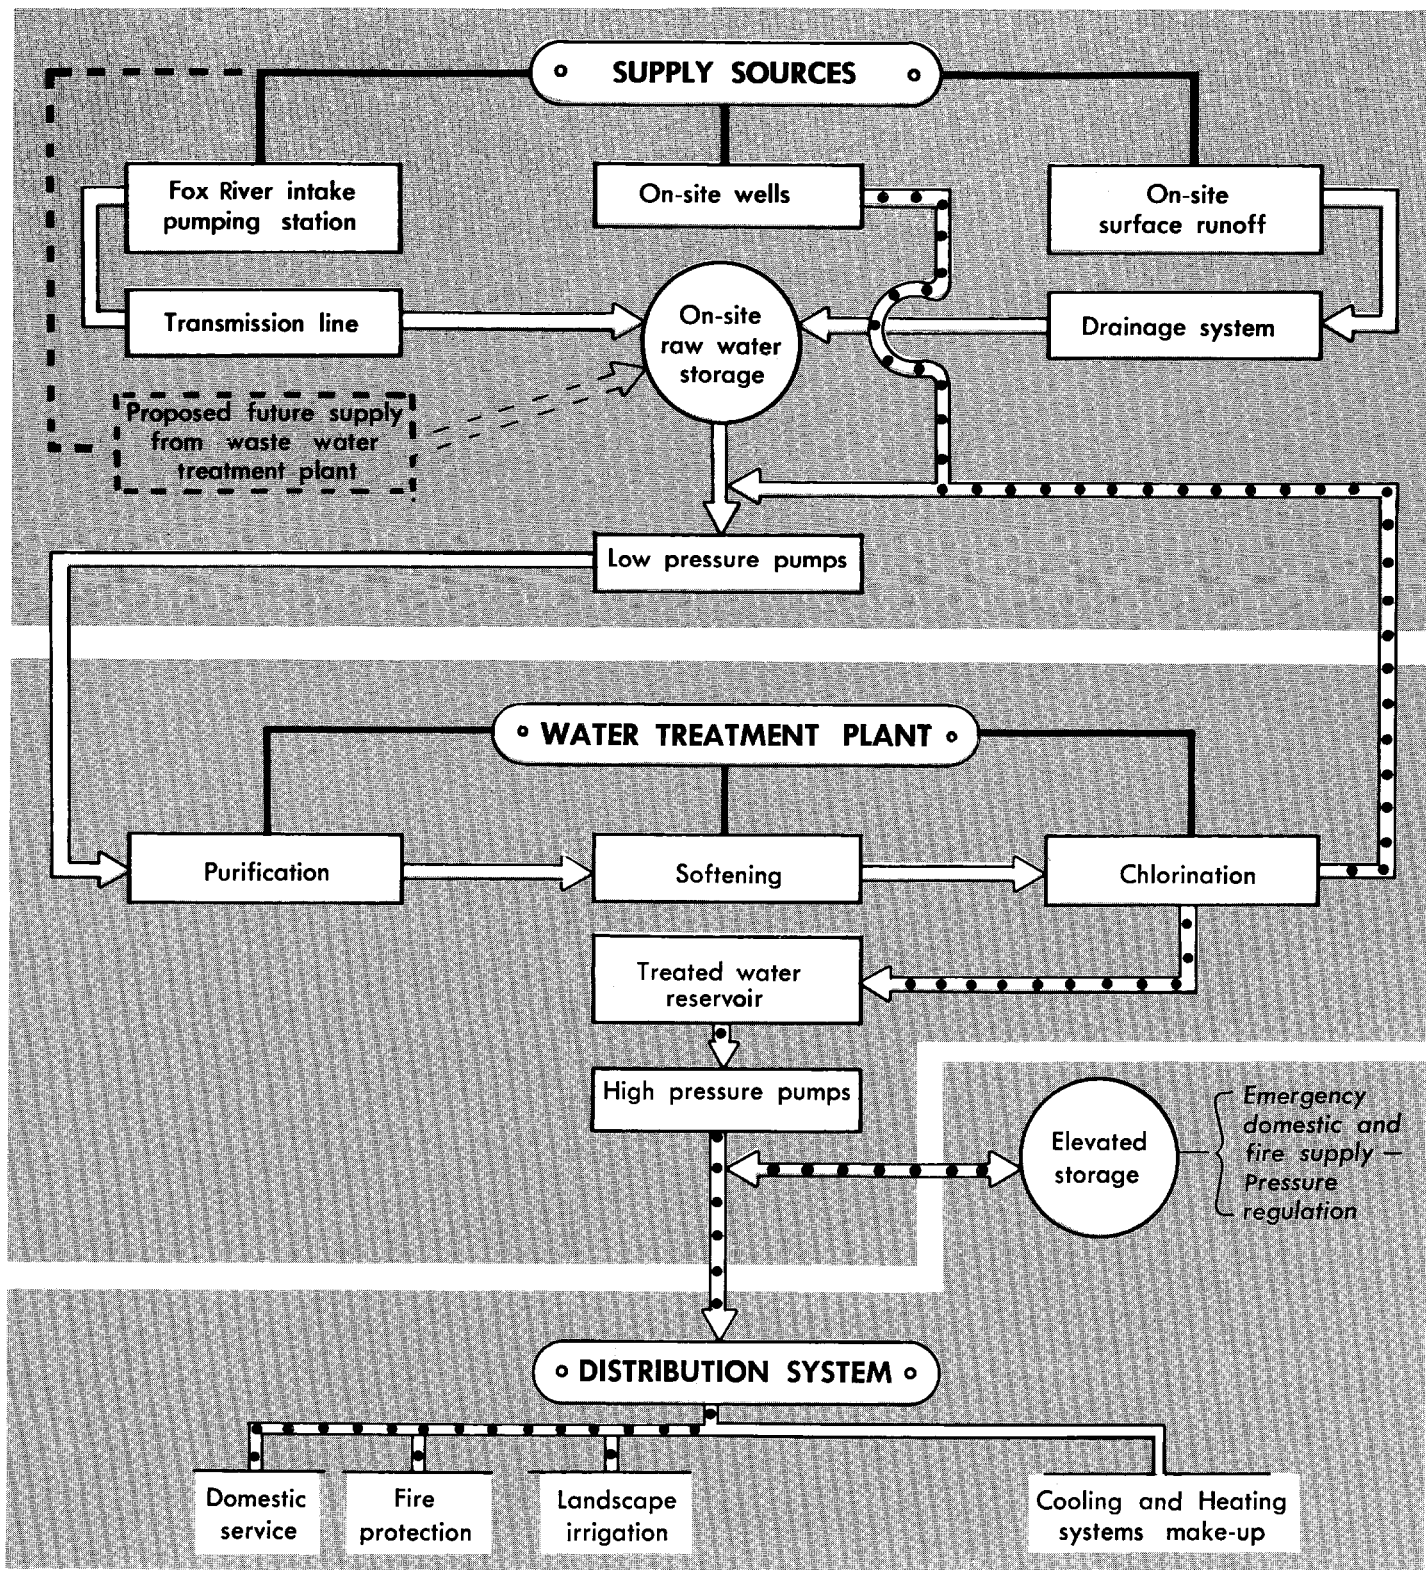 SUPPLY SOURCES
Fox River intake
pumping station
On-site wells
On-site
surface runoff
Transmission line
On-site
raw water
storage
Drainage system
Proposed future supply
from waste water
treatment plant
Low pressure pumps
WATER TREATMENT PLANT
Purification
Softening
Chlorination
Treated water
reservoir
High pressure pumps
Elevated
storage
Emergency
domestic and
fire supply —
Pressure
regulation
DISTRIBUTION SYSTEM
Domestic
service
Fire
protection
Landscape
irrigation
Cooling and Heating
systems make-up